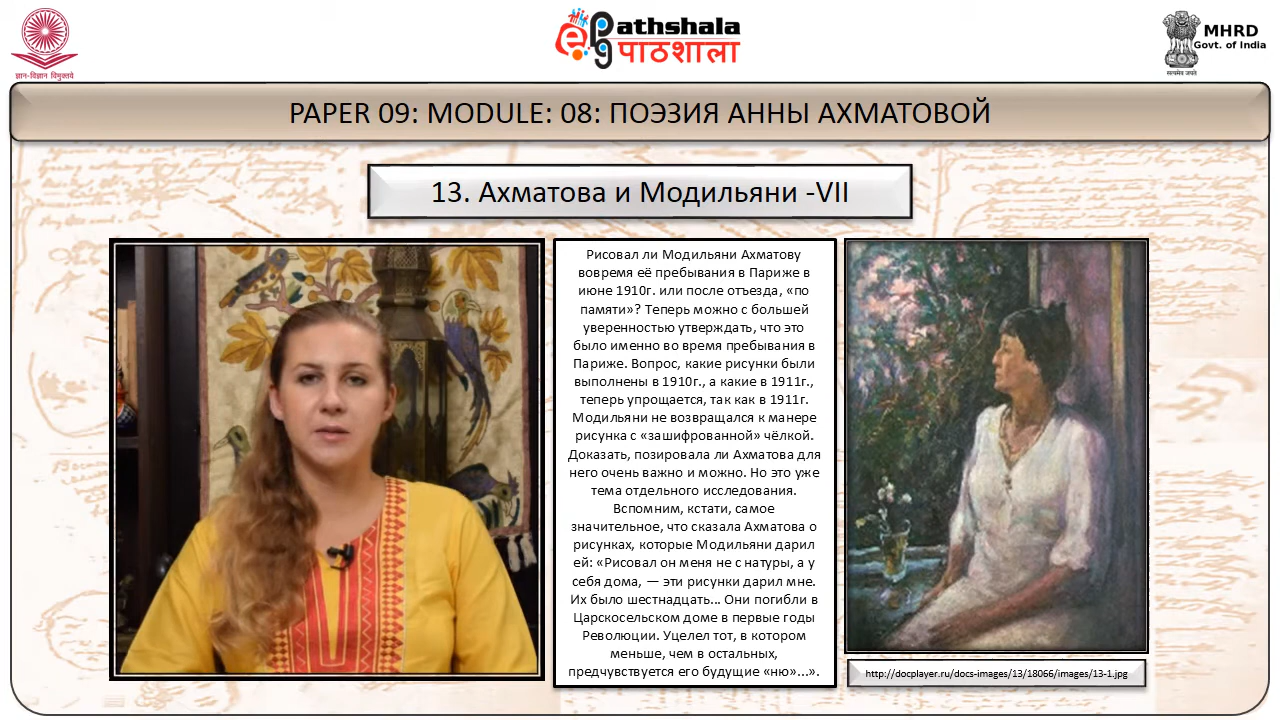 ePathshala
पाठशाला
ज्ञान-विज्ञान विमुक्तये
MHRD
Govt. of India
सत्यमेव जयते
PAPER 09: MODULE: 08: ПОЭЗИЯ АННЫ АХМАТОВОЙ
13. Ахматова и Модильяни -VII
Рисовал ли Модильяни Ахматову
вовремя её пребывания в Париже в
июне 1910г. или после отъезда, «по
памяти»? Теперь можно с большей
уверенностью утверждать, что это
было именно во время пребывания в
Париже. Вопрос, какие рисунки были
выполнены в 1910г., а какие в 1911г.,
теперь упрощается, так как в 1911г.
Модильяни не возвращался к манере
рисунка с «зашифрованной» чёлкой.
Доказать, позировала ли Ахматова для
него очень важно и можно. Но это уже
тема отдельного исследования.
Вспомним, кстати, самое
значительное, что сказала Ахматова о
рисунках, которые Модильяни дарил
ей: «Рисовал он меня не с натуры, а у
себя дома, — эти рисунки дарил мне.
Их было шестнадцать... Они погибли в
Царскосельском доме в первые годы
Революции. Уцелел тот, в котором
меньше, чем в остальных,
предчувствуется его будущие «ню»...».
http://docplayer.ru/docs-images/13/18066/images/13-1.jpg